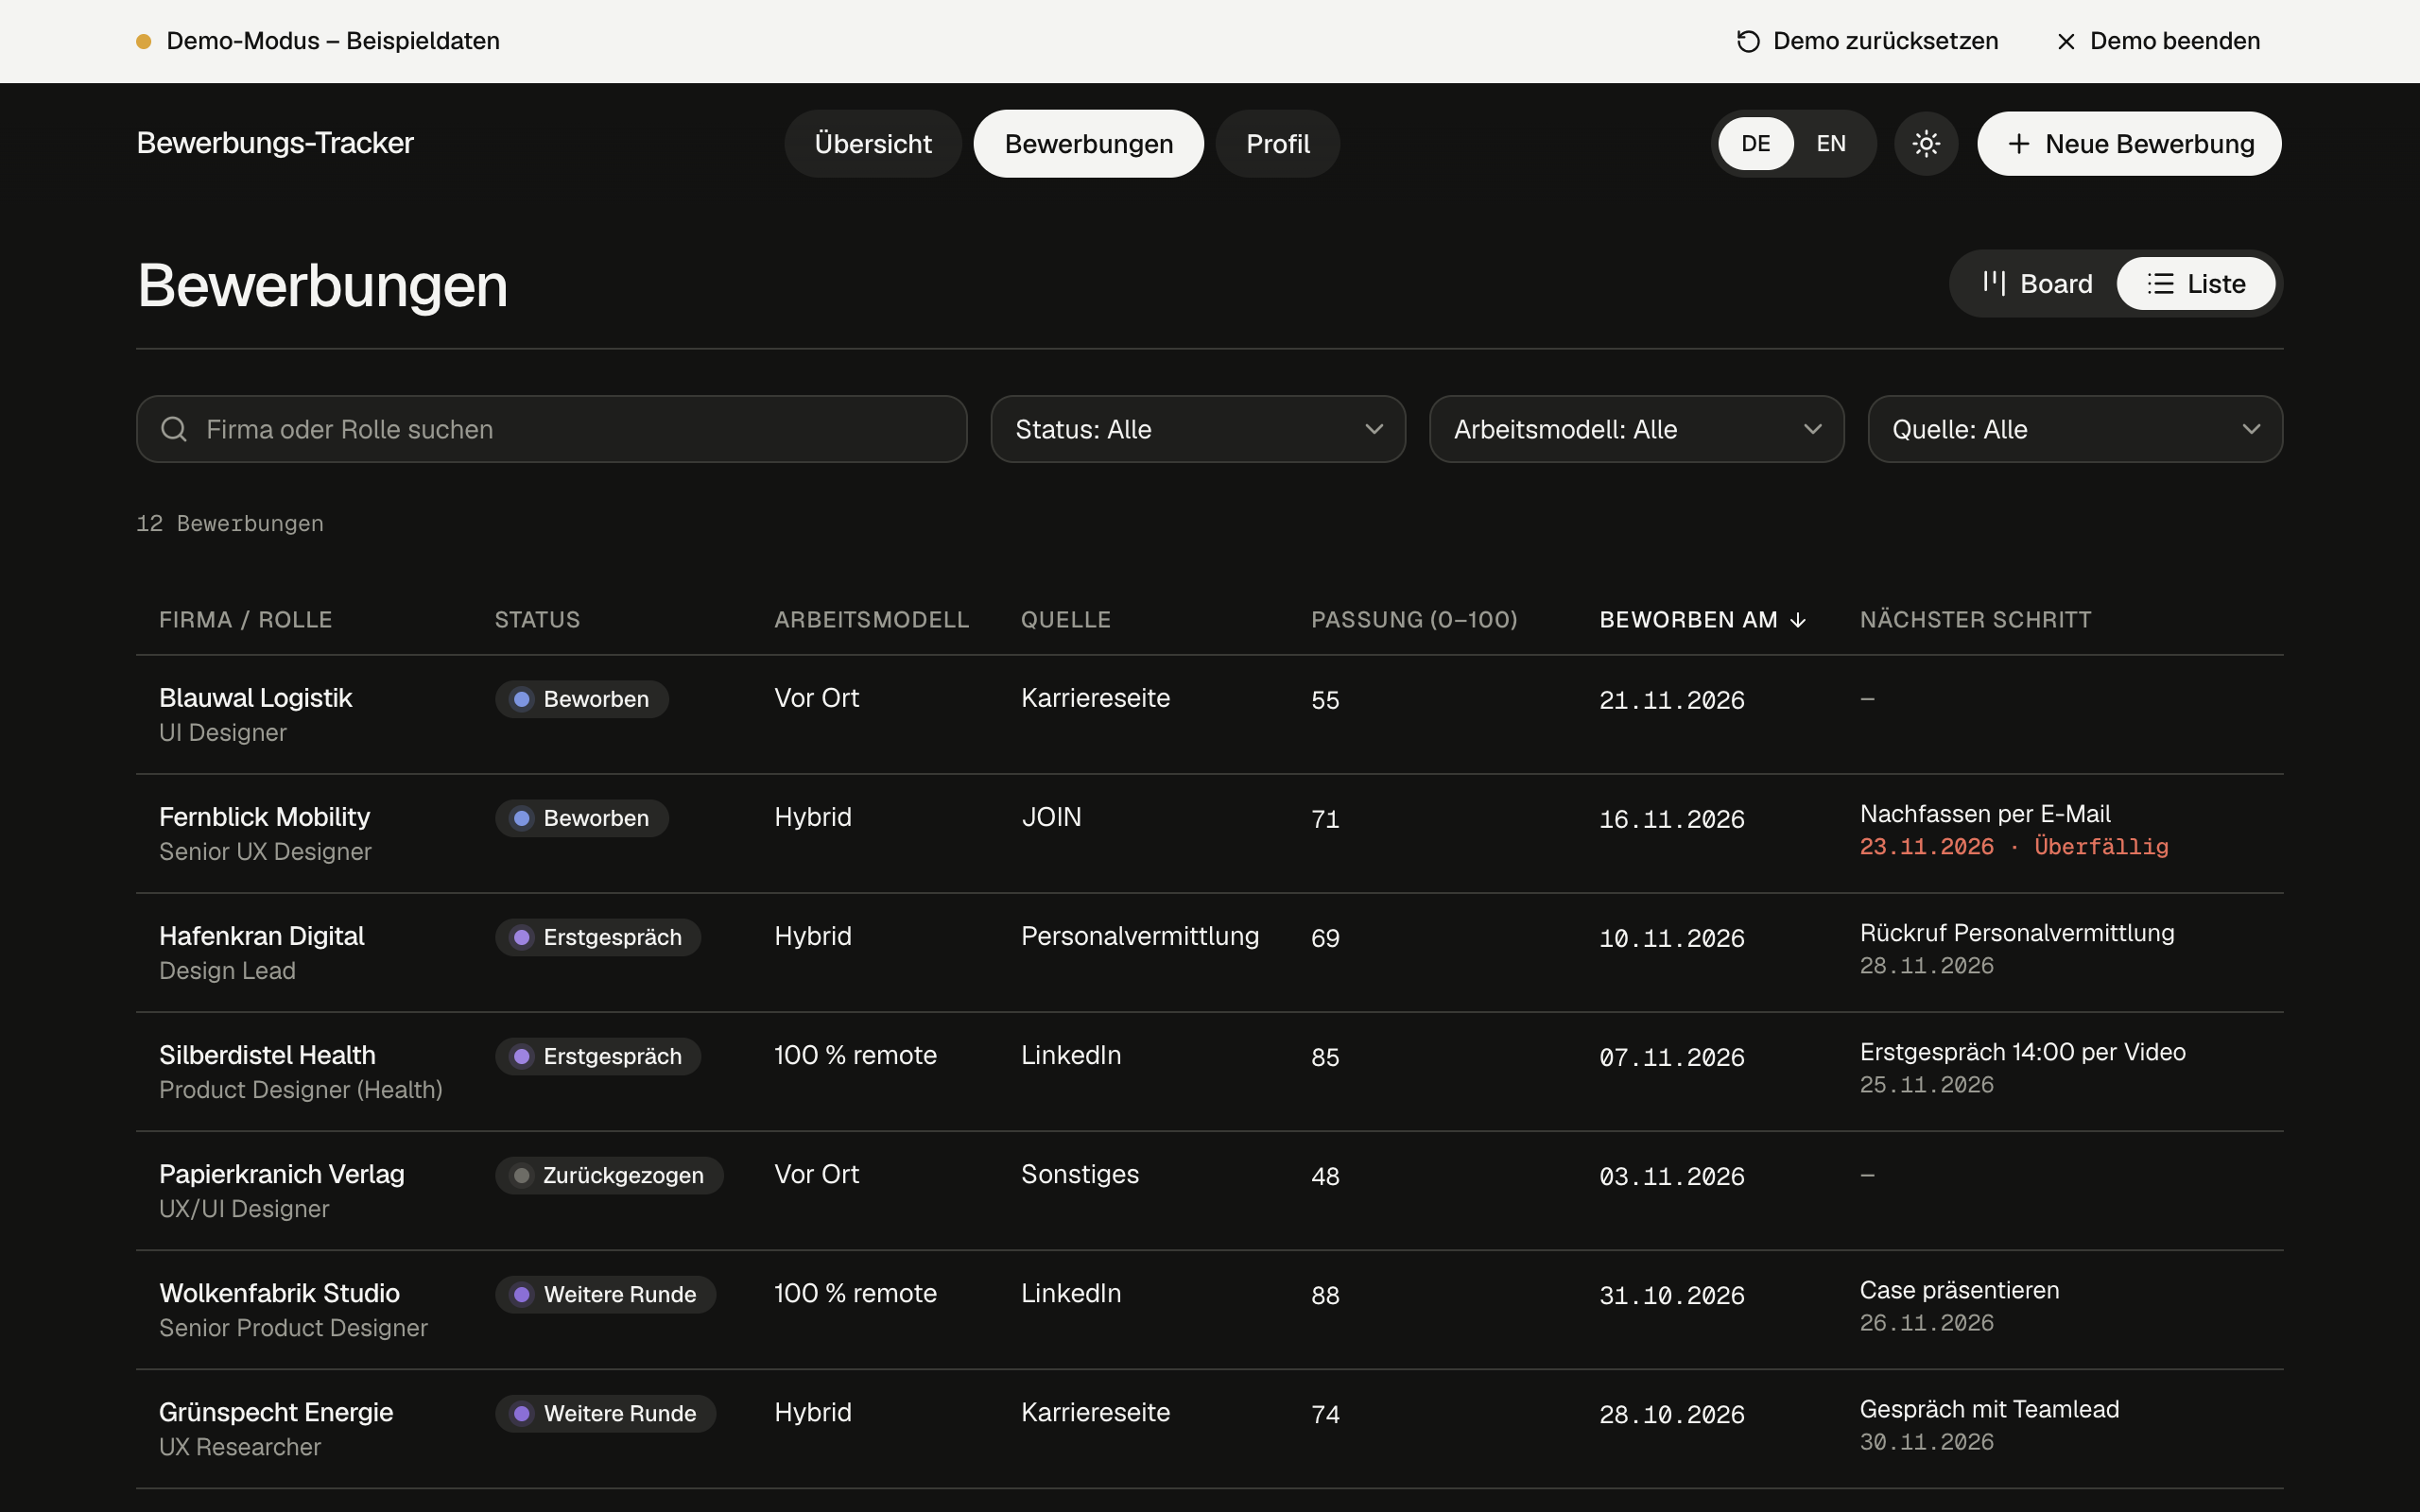 Demo-Modus – Beispieldaten
Demo zurücksetzen
Demo beenden
Bewerbungs-Tracker
Übersicht
Bewerbungen
Profil
DE
EN
Neue Bewerbung
Bewerbungen
Board
Liste
Firma oder Rolle suchen
Status: Alle
Arbeitsmodell: Alle
Quelle: Alle
12 Bewerbungen
FIRMA / ROLLE STATUS ARBEITSMODELL QUELLE PASSUNG (0–100) BEWORBEN AM NÄCHSTER SCHRITT
Blauwal Logistik Beworben Vor Ort Karriereseite 55 21.11.2026 –
UI Designer
Fernblick Mobility Beworben Hybrid JOIN 71 16.11.2026 Nachfassen per E-Mail
Senior UX Designer 23.11.2026 · Überfällig
Hafenkran Digital Erstgespräch Hybrid Personalvermittlung 69 10.11.2026 Rückruf Personalvermittlung
Design Lead 28.11.2026
Silberdistel Health Erstgespräch 100 % remote LinkedIn 85 07.11.2026 Erstgespräch 14:00 per Video
Product Designer (Health) 25.11.2026
Papierkranich Verlag Zurückgezogen Vor Ort Sonstiges 48 03.11.2026 –
UX/UI Designer
Wolkenfabrik Studio Weitere Runde 100 % remote LinkedIn 88 31.10.2026 Case präsentieren
Senior Product Designer 26.11.2026
Grünspecht Energie Weitere Runde Hybrid Karriereseite 74 28.10.2026 Gespräch mit Teamlead
UX Researcher 30.11.2026